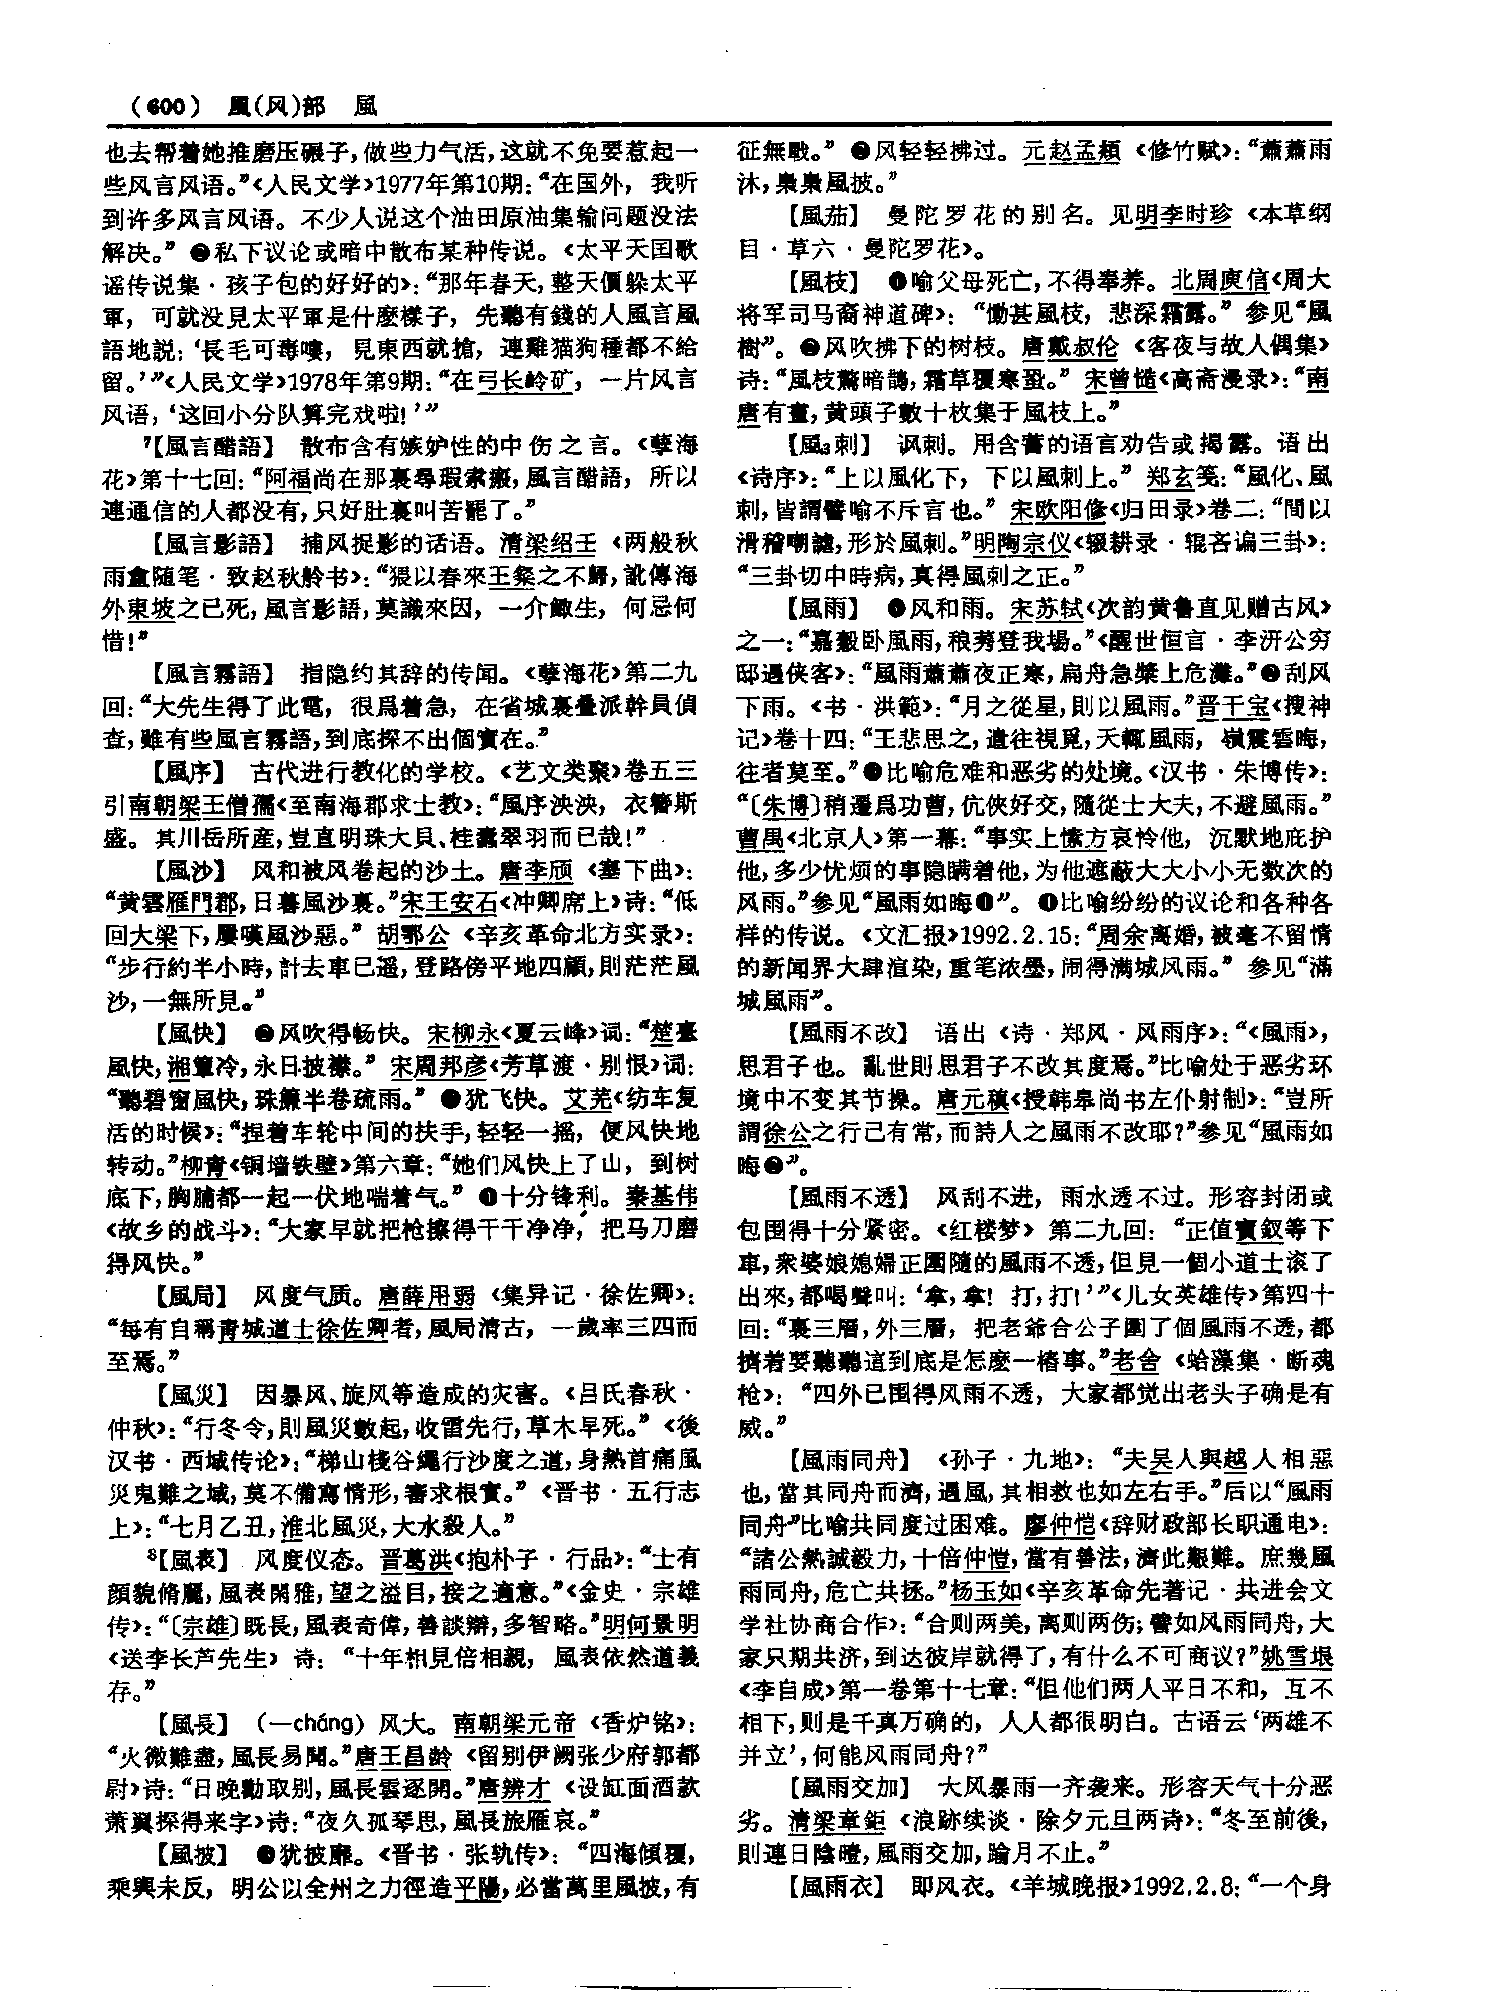 （600） 風(风)部 風
也去帮着她推磨压碾子，做些力气活，这就不免要惹起一
些风言风语。”《人民文学》1977年第10期：“在国外，我听
到许多风言风语。不少人说这个油田原油集输问题没法
解决。”❷私下议论或暗中散布某种传说。《太平天囯歌
谣传说集·孩子包的好好的》：“那年春天，整天價躲太平
軍，可就没見太平軍是什麽樣子，先聽有錢的人風言風
語地説：‘長毛可毒嘍，見東西就搶，連雞猫狗種都不給
留。’”《人民文学》1978年第9期：“在弓长岭矿，一片风言
风语，‘这回小分队算完戏啦！’”
7【風言醋語】 散布含有嫉妒性的中伤之言。《孽海
花》第十七回：“阿福尚在那裏尋瑕索瘢，風言醋語，所以
連通信的人都没有，只好肚裏叫苦罷了。”
【風言影語】 捕风捉影的话语。清梁绍壬《两般秋
雨盦随笔·致赵秋舲书》：“猥以春來王粲之不歸，訛傳海
外東坡之已死，風言影語，莫識來因，一介鯫生，何忌何
惜！”
【風言霧語】 指隐约其辞的传闻。《孽海花》第二九
回：“大先生得了此電，很爲着急，在省城裏叠派幹員偵
查，雖有些風言霧語，到底探不出個實在。”
【風序】 古代进行教化的学校。《艺文类聚》卷五三
引南朝梁王僧孺《至南海郡求士教》：“風序泱泱，衣簪斯
盛。其川岳所産，豈直明珠大貝、桂蠹翠羽而已哉！”
【風沙】 风和被风卷起的沙土。唐李颀《塞下曲》：
“黄雲雁門郡，日暮風沙裏。”宋王安石《冲卿席上》诗：“低
回大梁下，屢嘆風沙惡。”胡鄂公《辛亥革命北方实录》：
“步行約半小時，計去車已遥，登路傍平地四顧，則茫茫風
沙，一無所見。”
【風快】 ❷风吹得畅快。宋柳永《夏云峰》词：“楚臺
風快，湘簟冷，永日披襟。”宋周邦彦《芳草渡·别恨》词：
“聽碧窗風快，珠簾半卷疏雨。”❷犹飞快。艾芜《纺车复
活的时候》：“捏着车轮中间的扶手，轻轻一摇，便风快地
转动。”柳青《铜墙铁壁》第六章：“她们风快上了山，到树
底下，胸脯都一起一伏地喘着气。”❸十分锋利。秦基伟
《故乡的战斗》：“大家早就把枪擦得干干净净，把马刀磨
得风快。”
【風局】 风度气质。唐薛用弱《集异记·徐佐卿》：
“每有自稱青城道士徐佐卿者，風局清古，一歲率三四而
至焉。”
【風災】 因暴风、旋风等造成的灾害。《吕氏春秋·
仲秋》：“行冬令，則風災數起，收雷先行，草木早死。”《後
汉书·西域传论》：“梯山棧谷繩行沙度之道，身熱首痛風
災鬼難之域，莫不備寫情形，審求根實。”《晋书·五行志
上》：“七月乙丑，淮北風災，大水殺人。”
8【風表】 风度仪态。晋葛洪《抱朴子·行品》：“士有
顔貌脩麗，風表閑雅，望之溢目，接之適意。”《金史·宗雄
传》：“〔宗雄〕既長，風表奇偉，善談辯，多智略。”明何景明
《送李长芦先生》诗：“十年相見倍相親，風表依然道義
存。”
【風長】 （—cháng）风大。南朝梁元帝《香炉铭》：
“火微難盡，風長易聞。”唐王昌龄《留别伊阙张少府郭都
尉》诗：“日晚勸取别，風長雲逐開。”唐辨才《设缸面酒款
萧翼探得来字》诗：“夜久孤琴思，風長旅雁哀。”
【風披】 ❶犹披靡。《晋书·张轨传》：“四海傾覆，
乘輿未反，明公以全州之力徑造平陽，必當萬里風披，有
征無戰。”❷风轻轻拂过。元赵孟頫《修竹赋》：“蕭蕭雨
沐，裊裊風披。”
【風茄】 曼陀罗花的别名。见明李时珍《本草纲
目·草六·曼陀罗花》。
【風枝】 ❶喻父母死亡，不得奉养。北周庾信《周大
将军司马裔神道碑》：“慟甚風枝，悲深霜露。”参见“風
樹”。❷风吹拂下的树枝。唐戴叔伦《客夜与故人偶集》
诗：“風枝驚暗鵲，霜草覆寒蛩。”宋曾慥《高斋漫录》：“南
唐有畫，黄頭子數十枚集于風枝上。”
【風3刺】 讽刺。用含蓄的语言劝告或揭露。语出
《诗序》：“上以風化下，下以風刺上。”郑玄笺：“風化、風
刺，皆謂譬喻不斥言也。”宋欧阳修《归田录》卷二：“間以
滑稽嘲謔，形於風刺。”明陶宗仪《辍耕录·辊吝谝三卦》：
“三卦切中時病，真得風刺之正。”
【風雨】 ❶风和雨。宋苏轼《次韵黄鲁直见赠古风》
之一：“嘉穀卧風雨，稂莠登我場。”《醒世恒言·李汧公穷
邸遇侠客》：“風雨蕭蕭夜正寒，扁舟急槳上危灘。”❷刮风
下雨。《书·洪範》：“月之從星，則以風雨。”晋干宝《搜神
记》卷十四：“王悲思之，遣往視覓，天輒風雨，嶺震雲晦，
往者莫至。”❸比喻危难和恶劣的处境。《汉书·朱博传》：
“〔朱博〕稍遷爲功曹，伉俠好交，隨從士大夫，不避風雨。”
曹禺《北京人》第一幕：“事实上愫方哀怜他，沉默地庇护
他，多少忧烦的事隐瞒着他，为他遮蔽大大小小无数次的
风雨。”参见“風雨如晦❶”。❹比喻纷纷的议论和各种各
样的传说。《文汇报》1992.2.15：“周余离婚，被毫不留情
的新闻界大肆渲染，重笔浓墨，闹得满城风雨。”参见“滿
城風雨”。
【風雨不改】 语出《诗·郑风·风雨序》：“《風雨》，
思君子也。亂世則思君子不改其度焉。”比喻处于恶劣环
境中不变其节操。唐元稹《授韩皋尚书左仆射制》：“豈所
謂徐公之行己有常，而詩人之風雨不改耶？”参见“風雨如
晦❷”。
【風雨不透】 风刮不进，雨水透不过。形容封闭或
包围得十分紧密。《红楼梦》第二九回：“正值寶釵等下
車，衆婆娘媳婦正圍隨的風雨不透，但見一個小道士滚了
出來，都喝聲叫：‘拿，拿！打，打！’”《儿女英雄传》第四十
回：“裏三層，外三層，把老爺合公子圍了個風雨不透，都
擠着要聽聽這到底是怎麽一樁事。”老舍《蛤藻集·断魂
枪》：“四外已围得风雨不透，大家都觉出老头子确是有
威。”
【風雨同舟】 《孙子·九地》：“夫吴人與越人相惡
也，當其同舟而濟，遇風，其相救也如左右手。”后以“風雨
同舟”比喻共同度过困难。廖仲恺《辞财政部长职通电》：
“諸公熱誠毅力，十倍仲愷，當有善法，濟此艱難。庶幾風
雨同舟，危亡共拯。”杨玉如《辛亥革命先著记·共进会文
学社协商合作》：“合则两美，离则两伤；譬如风雨同舟，大
家只期共济，到达彼岸就得了，有什么不可商议？”姚雪垠
《李自成》第一卷第十七章：“但他们两人平日不和，互不
相下，则是千真万确的，人人都很明白。古语云‘两雄不
并立’，何能风雨同舟？”
【風雨交加】 大风暴雨一齐袭来。形容天气十分恶
劣。清梁章鉅《浪跡续谈·除夕元旦两诗》：“冬至前後，
則連日陰曀，風雨交加，踰月不止。”
【風雨衣】 即风衣。《羊城晚报》1992.2.8：“一个身